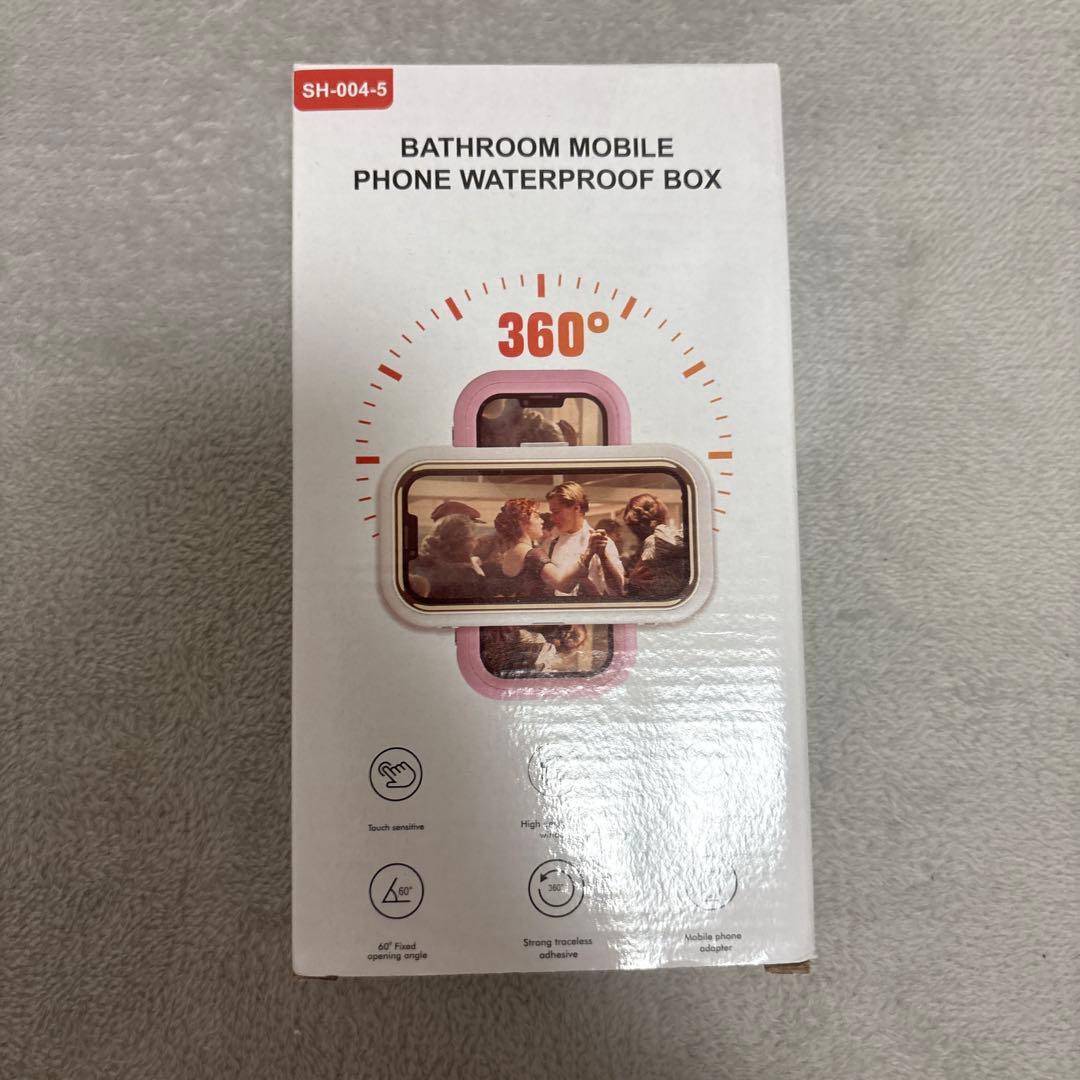 SH-004-5
BATHROOM MOBILE
PHONE WATERPROOF BOX
360°
Touch sensitive
High
60°
360°
60° Fixed
opening angle
Strong traceless
adhesive
Mobile phone
adapter